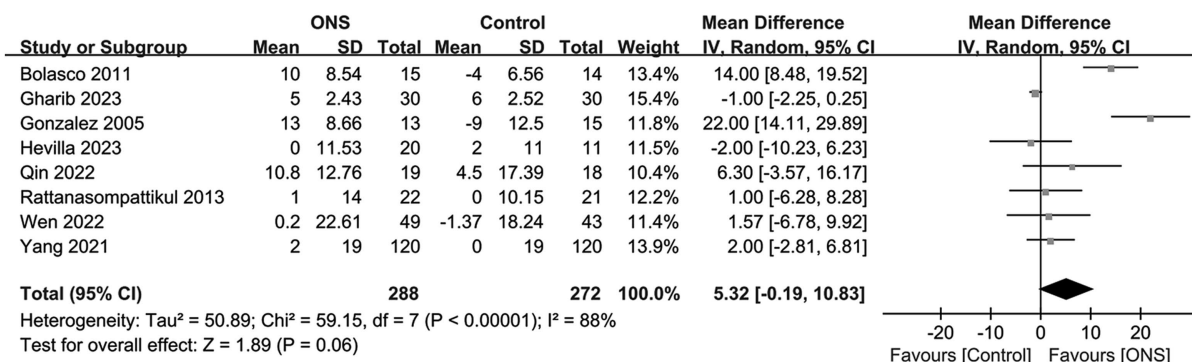 ONS Control Mean Difference Mean Difference
Study or Subgroup Mean SD Total Mean SD Total Weight IV, Random, 95% CI IV, Random, 95% CI
Bolasco 2011 10 8.54 15 -4 6.56 14 13.4% 14.00 [8.48, 19.52]
Gharib 2023 5 2.43 30 6 2.52 30 15.4% -1.00 [-2.25, 0.25]
Gonzalez 2005 13 8.66 13 -9 12.5 15 11.8% 22.00 [14.11, 29.89]
Hevilla 2023 0 11.53 20 2 11 11 11.5% -2.00 [-10.23, 6.23]
Qin 2022 10.8 12.76 19 4.5 17.39 18 10.4% 6.30 [-3.57, 16.17]
Rattanasompattikul 2013 1 14 22 0 10.15 21 12.2% 1.00 [-6.28, 8.28]
Wen 2022 0.2 22.61 49 -1.37 18.24 43 11.4% 1.57 [-6.78, 9.92]
Yang 2021 2 19 120 0 19 120 13.9% 2.00 [-2.81, 6.81]
Total (95% CI) 288 272 100.0% 5.32 [-0.19, 10.83]
Heterogeneity: Tau² = 50.89; Chi² = 59.15, df = 7 (P < 0.00001); I² = 88%
Test for overall effect: Z = 1.89 (P = 0.06)
-20 -10 0 10 20
Favours [Control] Favours [ONS]